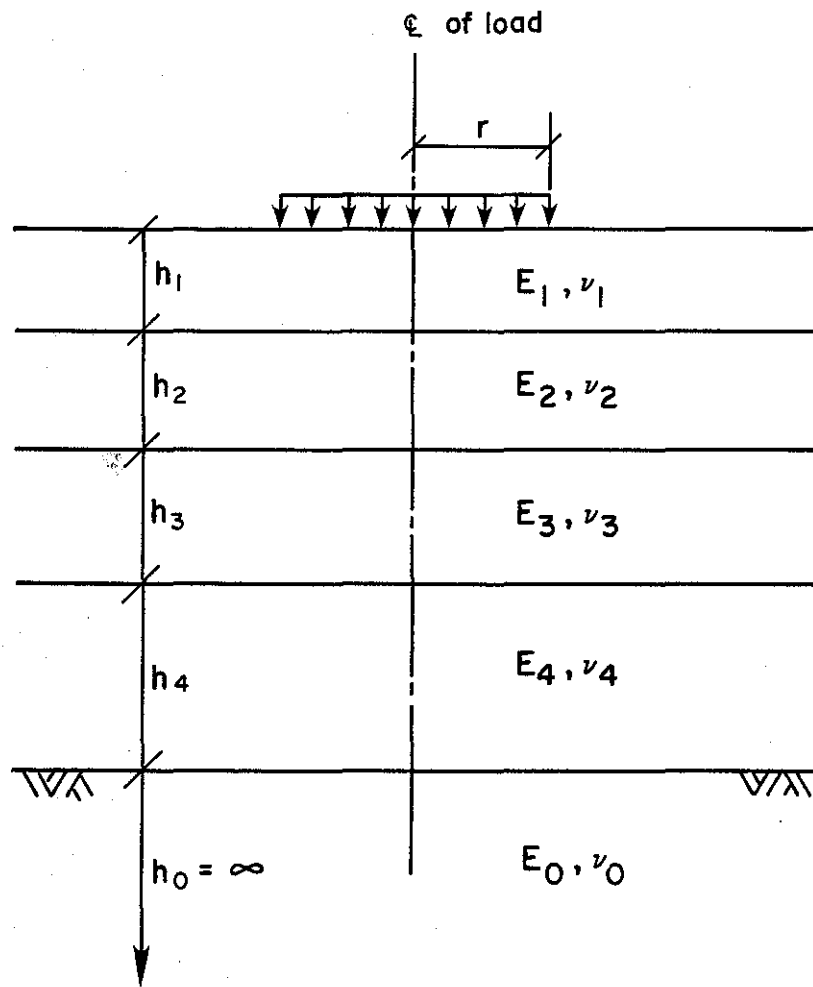 ℄ of load
r
h₁
E₁, ν₁
h₂
E₂, ν₂
h₃
E₃, ν₃
h₄
E₄, ν₄
h₀ = ∞
E₀, ν₀